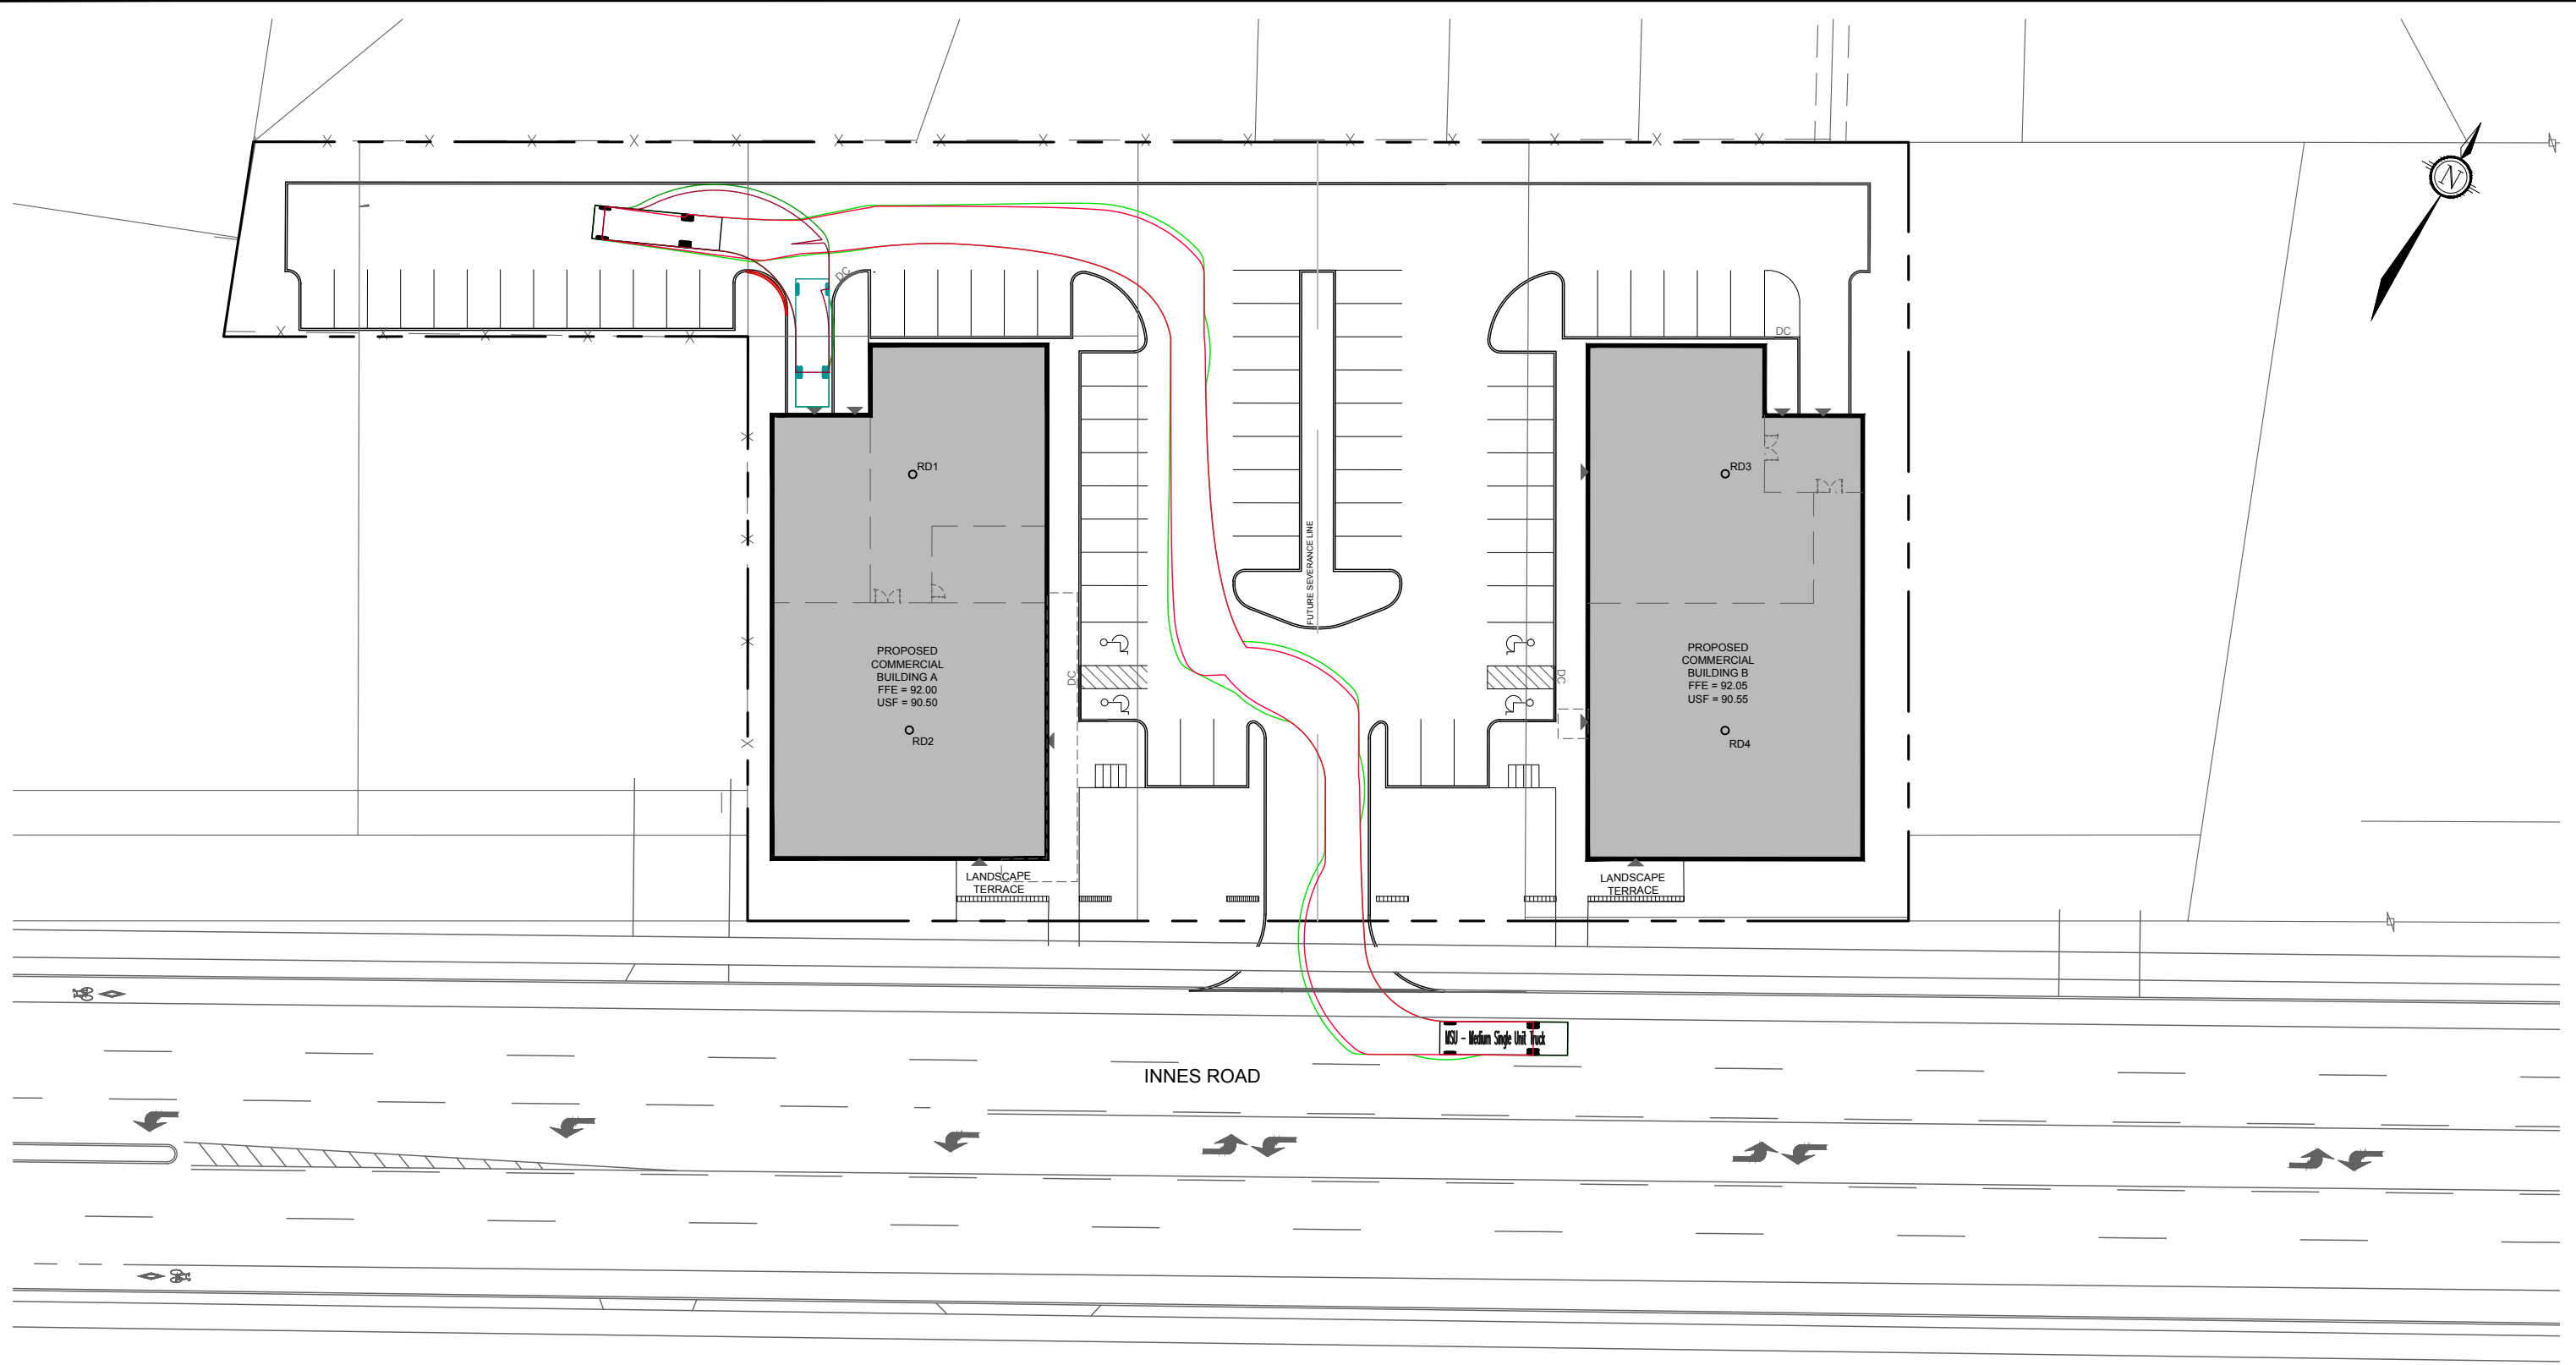 N
DC
DC
RD1
RD3
FUTURE SEVERANCE LINE
PROPOSED
COMMERCIAL
BUILDING A
FFE = 92.00
USF = 90.50
DC
DC
PROPOSED
COMMERCIAL
BUILDING B
FFE = 92.05
USF = 90.55
RD2
RD4
LANDSCAPE
TERRACE
LANDSCAPE
TERRACE
MSU - Medium Single Unit Truck
INNES ROAD